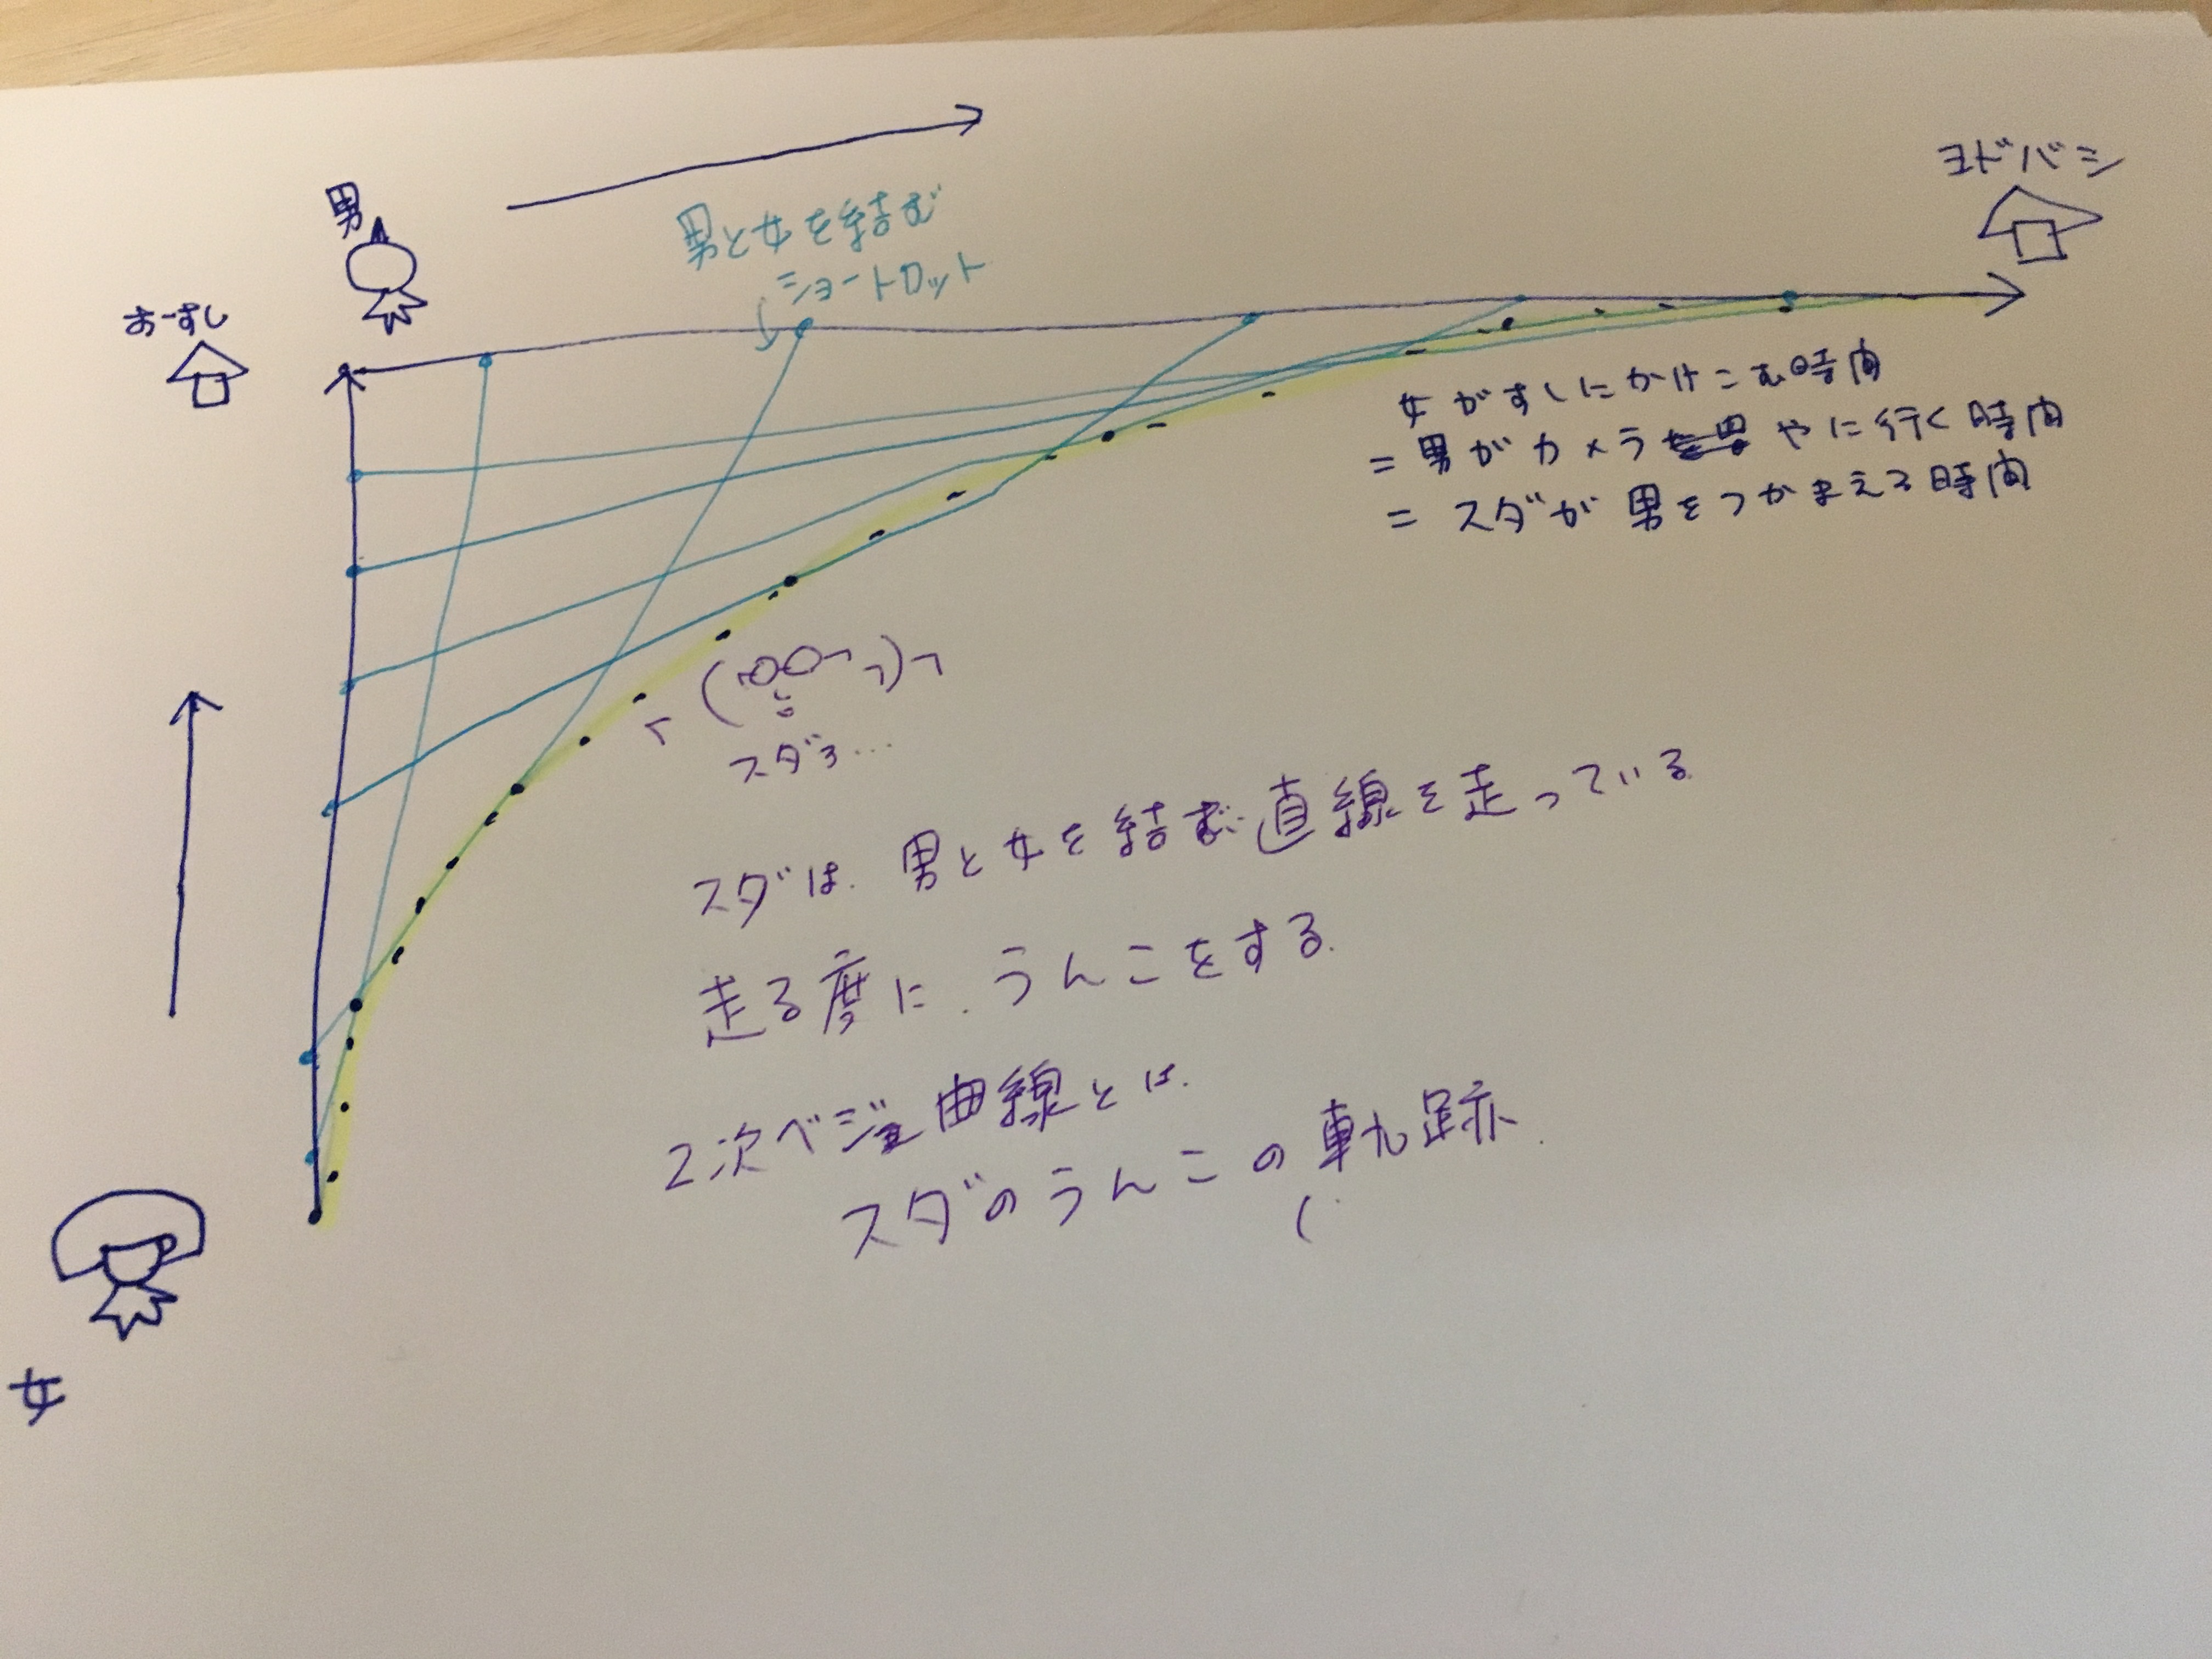 ヨドバシ
男
男と女を結む
ショートロット
おーすし
女がすしにかけこむ時間
= 男がカメラやに行く時間
= スダが男をつかまえる時間
スダ3...
スダは. 男と女を結む直線を走っている
走る度に. うんこをする.
2次ベジェ曲線とは.
スダのうんこの軌跡.
女